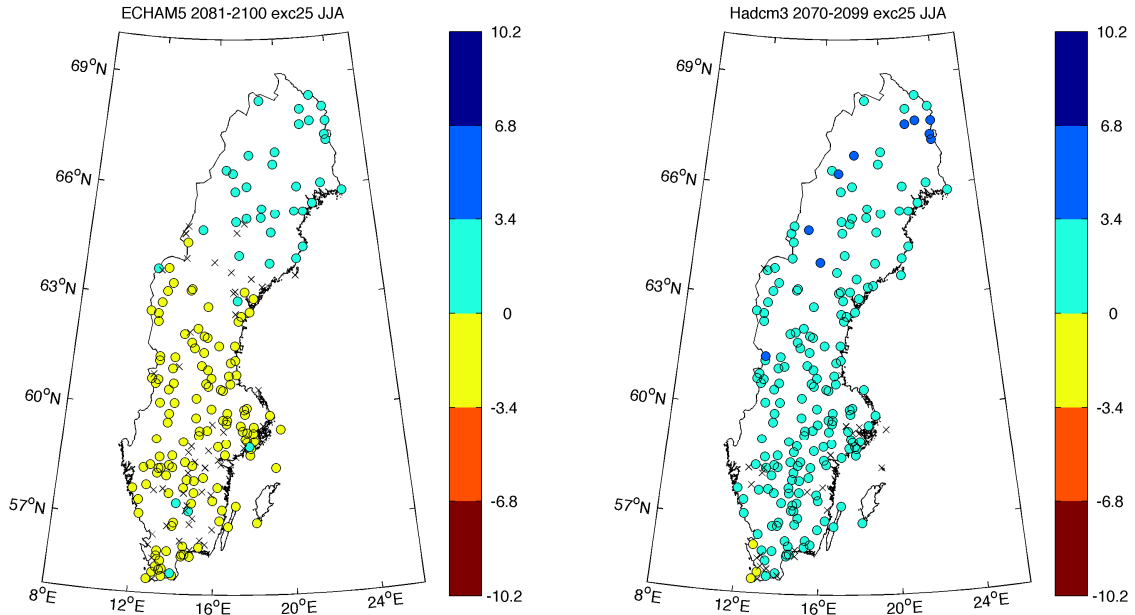 ECHAM5 2081-2100 exc25 JJA
69°N
66°N
63°N
60°N
57°N
8°E
12°E
16°E
20°E
24°E
10.2
6.8
3.4
0
-3.4
-6.8
-10.2
Hadcm3 2070-2099 exc25 JJA
69°N
66°N
63°N
60°N
57°N
8°E
12°E
16°E
20°E
24°E
10.2
6.8
3.4
0
-3.4
-6.8
-10.2